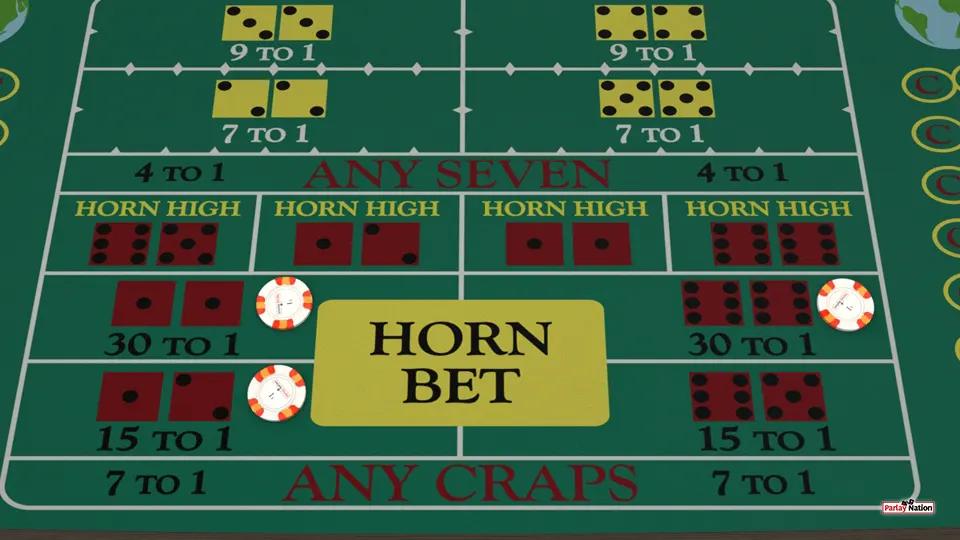 9 TO 1
9 TO 1
7 TO 1
7 TO 1
4 TO 1
ANY SEVEN
4 TO 1
HORN HIGH
HORN HIGH
HORN HIGH
HORN HIGH
30 TO 1
HORN
BET
30 TO 1
15 TO 1
15 TO 1
7 TO 1
ANY CRAPS
7 TO 1
C
C
C
C
C
Parlay Nation